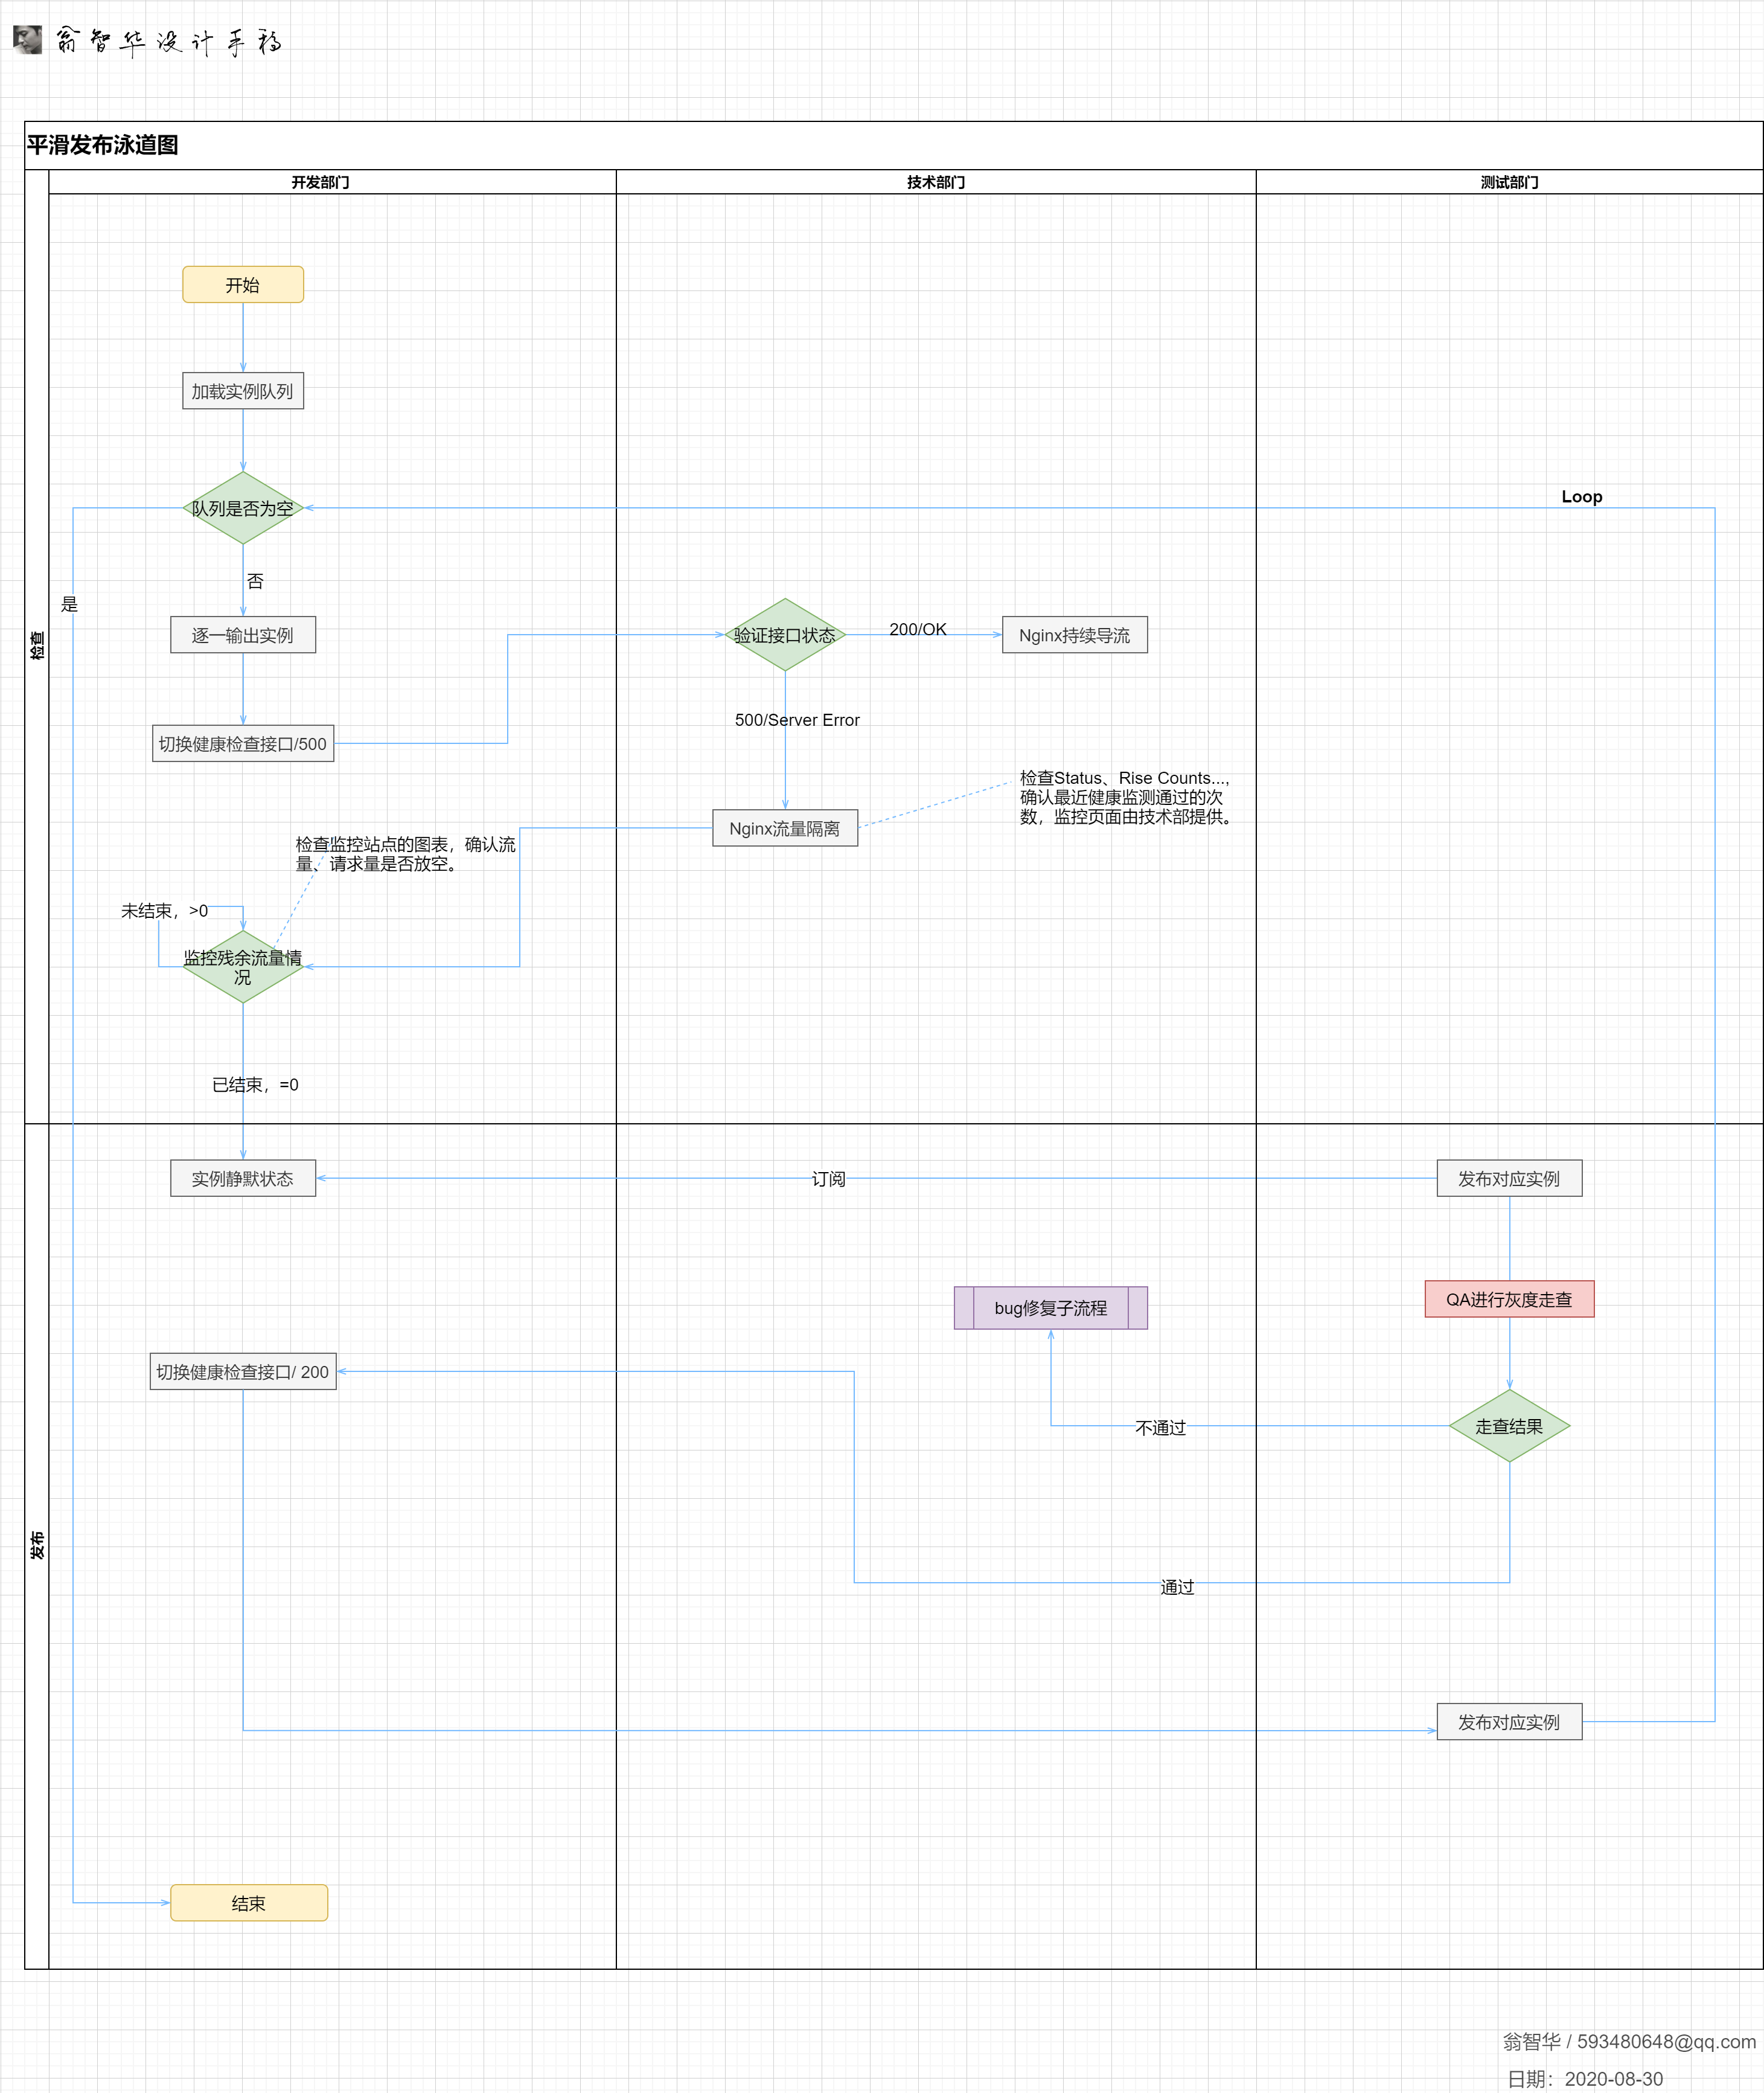 翁智华设计手稿
平滑发布泳道图
开发部门
技术部门
测试部门
检查
开始
加载实例队列
Loop
队列是否为空
否
是
逐一输出实例
验证接口状态
200/OK
Nginx持续导流
500/Server Error
切换健康检查接口/500
检查Status、Rise Counts...,
确认最近健康监测通过的次
数，监控页面由技术部提供。
Nginx流量隔离
检查监控站点的图表，确认流
量、请求量是否放空。
未结束，>0
监控残余流量情
况
已结束，=0
发布
实例静默状态
订阅
发布对应实例
QA进行灰度走查
bug修复子流程
切换健康检查接口/ 200
不通过
走查结果
通过
发布对应实例
结束
翁智华 / 593480648@qq.com
日期：2020-08-30